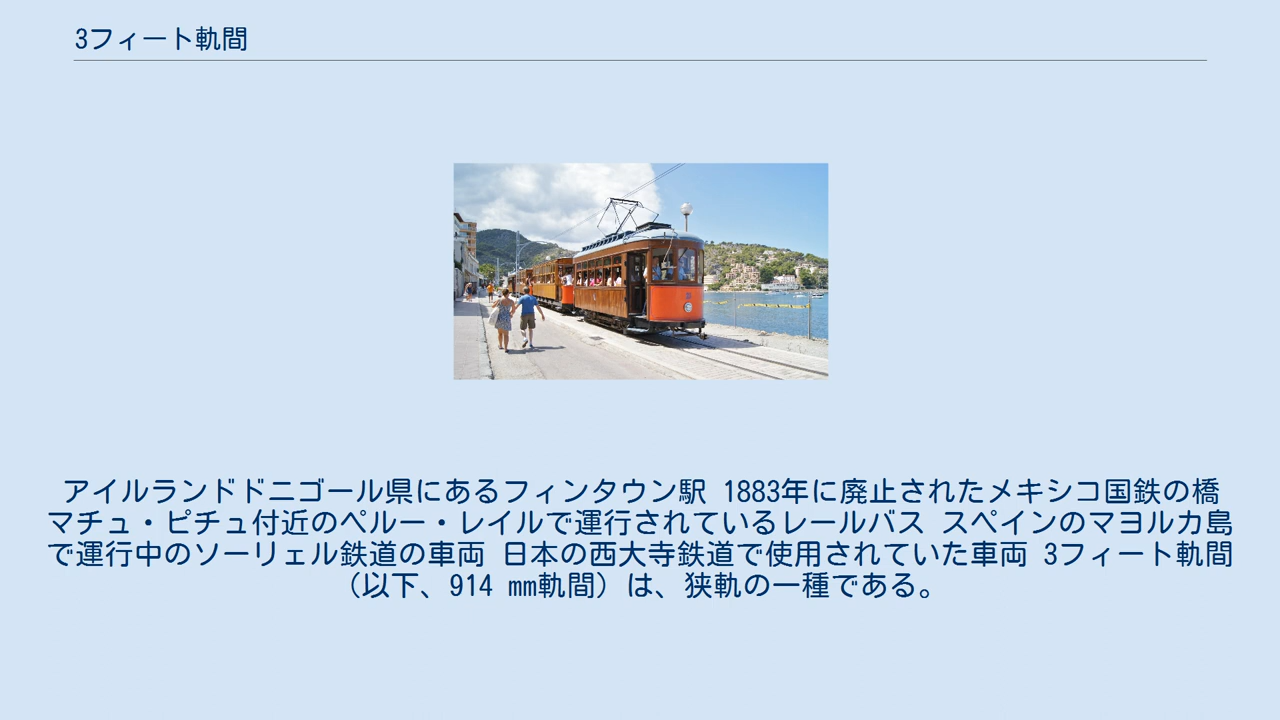 3フィート軌間
アイルランドドニゴール県にあるフィンタウン駅 1883年に廃止されたメキシコ国鉄の橋
マチュ・ピチュ付近のペルー・レイルで運行されているレールバス スペインのマヨルカ島
で運行中のソーリェル鉄道の車両 日本の西大寺鉄道で使用されていた車両 3フィート軌間
（以下、914 mm軌間）は、狭軌の一種である。